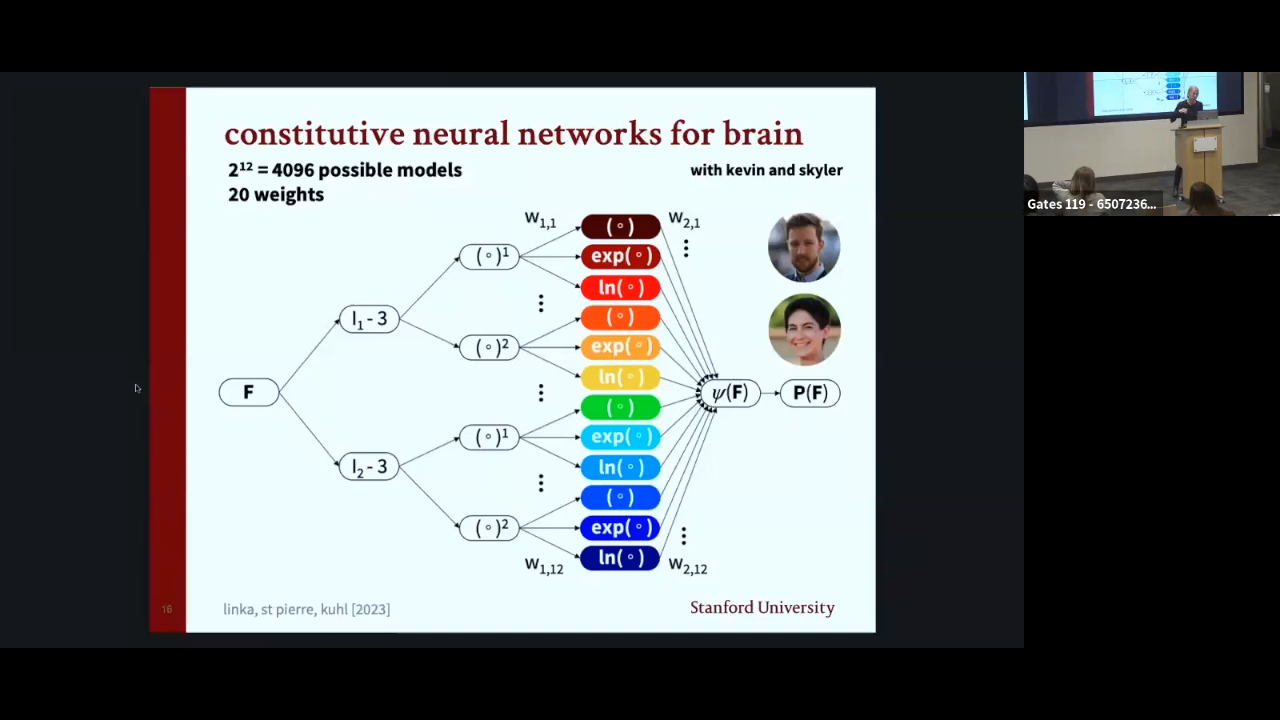 constitutive neural networks for brain
2¹² = 4096 possible models
20 weights
with kevin and skyler
W₁,₁
W₂,₁
(∘)
exp(∘)
ln(∘)
(∘)¹
I₁ - 3
(∘)
exp(∘)
ln(∘)
(∘)²
F
ψ(F)
P(F)
(∘)
exp(∘)
ln(∘)
(∘)¹
I₂ - 3
(∘)
exp(∘)
ln(∘)
(∘)²
W₁,₁₂
W₂,₁₂
16
linka, st pierre, kuhl [2023]
Stanford University
Gates 119 - 6507236...